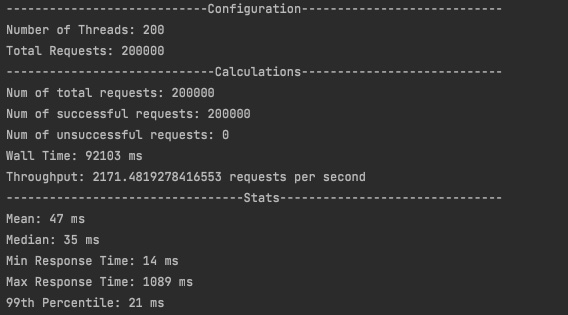 ----------------------------Configuration----------------------------
Number of Threads: 200
Total Requests: 200000
-----------------------------Calculations----------------------------
Num of total requests: 200000
Num of successful requests: 200000
Num of unsuccessful requests: 0
Wall Time: 92103 ms
Throughput: 2171.4819278416553 requests per second
---------------------------------Stats-------------------------------
Mean: 47 ms
Median: 35 ms
Min Response Time: 14 ms
Max Response Time: 1089 ms
99th Percentile: 21 ms